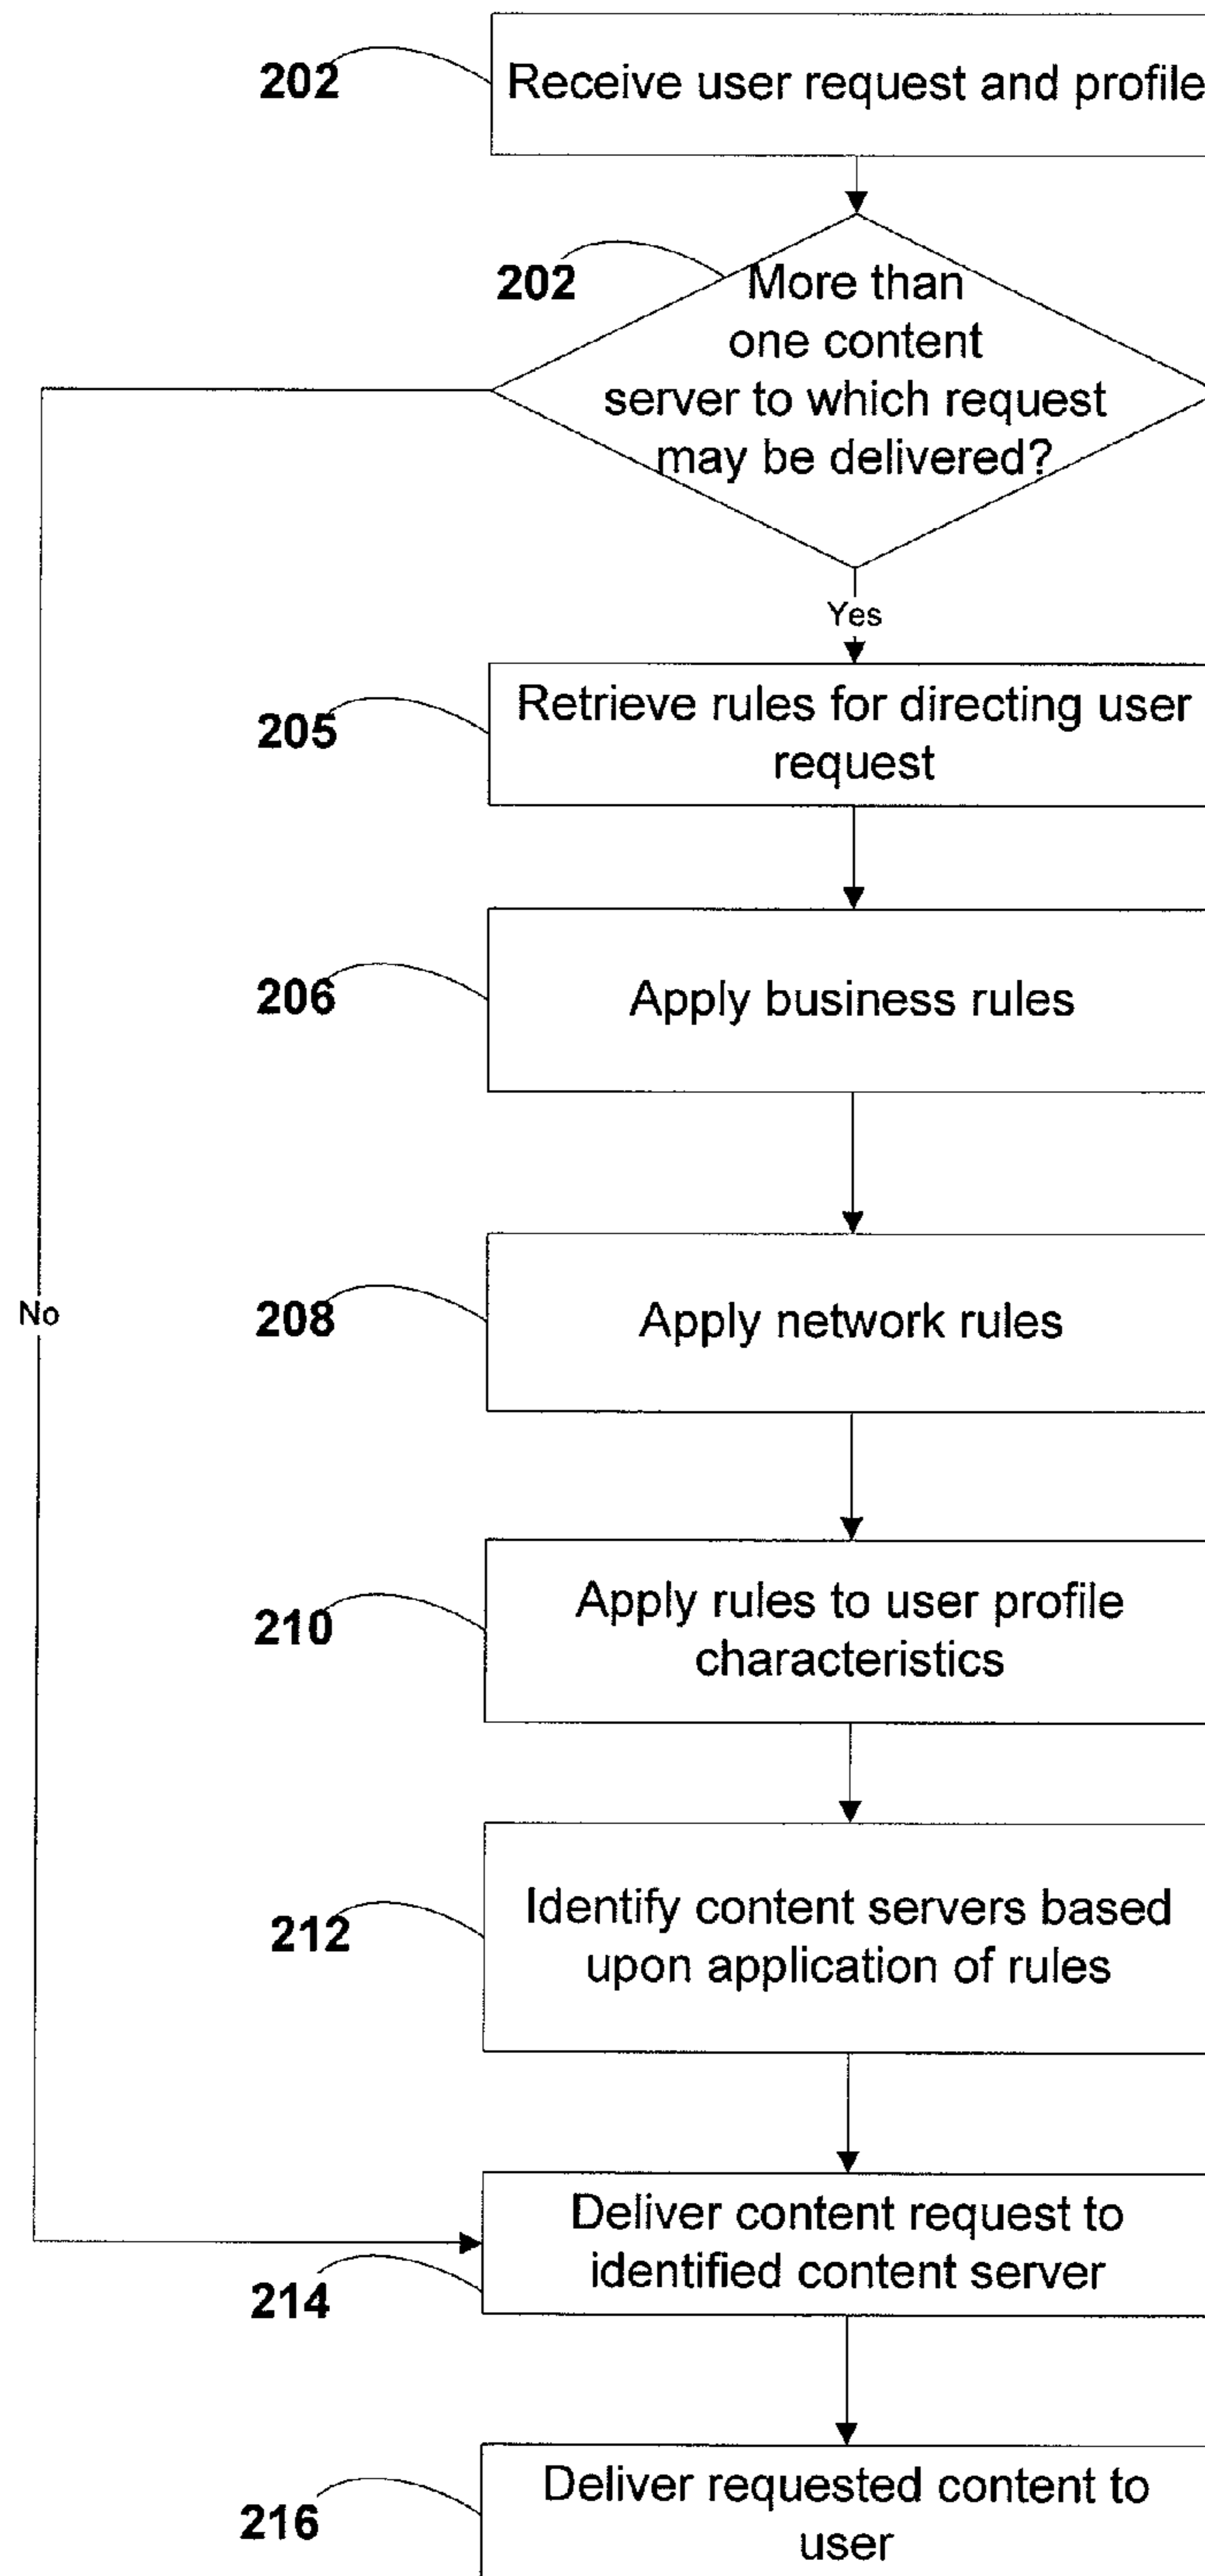 202
Receive user request and profile
202
More than
one content
server to which request
may be delivered?
Yes
205
Retrieve rules for directing user
request
206
Apply business rules
No
208
Apply network rules
210
Apply rules to user profile
characteristics
212
Identify content servers based
upon application of rules
214
Deliver content request to
identified content server
216
Deliver requested content to
user